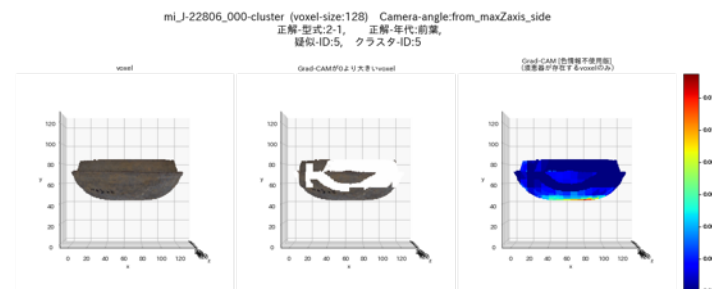 mi_J-22806_000-cluster (voxel-size:128) Camera-angle:from_maxZaxis_side
正解-型式:2-1, 正解-年代:前葉,
疑似-ID:5, クラスタ-ID:5
voxel
Grad-CAMが0より大きいvoxel
Grad-CAM [色情報不使用版]
(須恵器が存在するvoxelのみ)
120
100
80
60
40
20
0
y
0 20 40 60 80 100 120
x
z
120
100
80
60
40
20
0
y
0 20 40 60 80 100 120
x
z
120
100
80
60
40
20
0
y
0 20 40 60 80 100 120
x
z